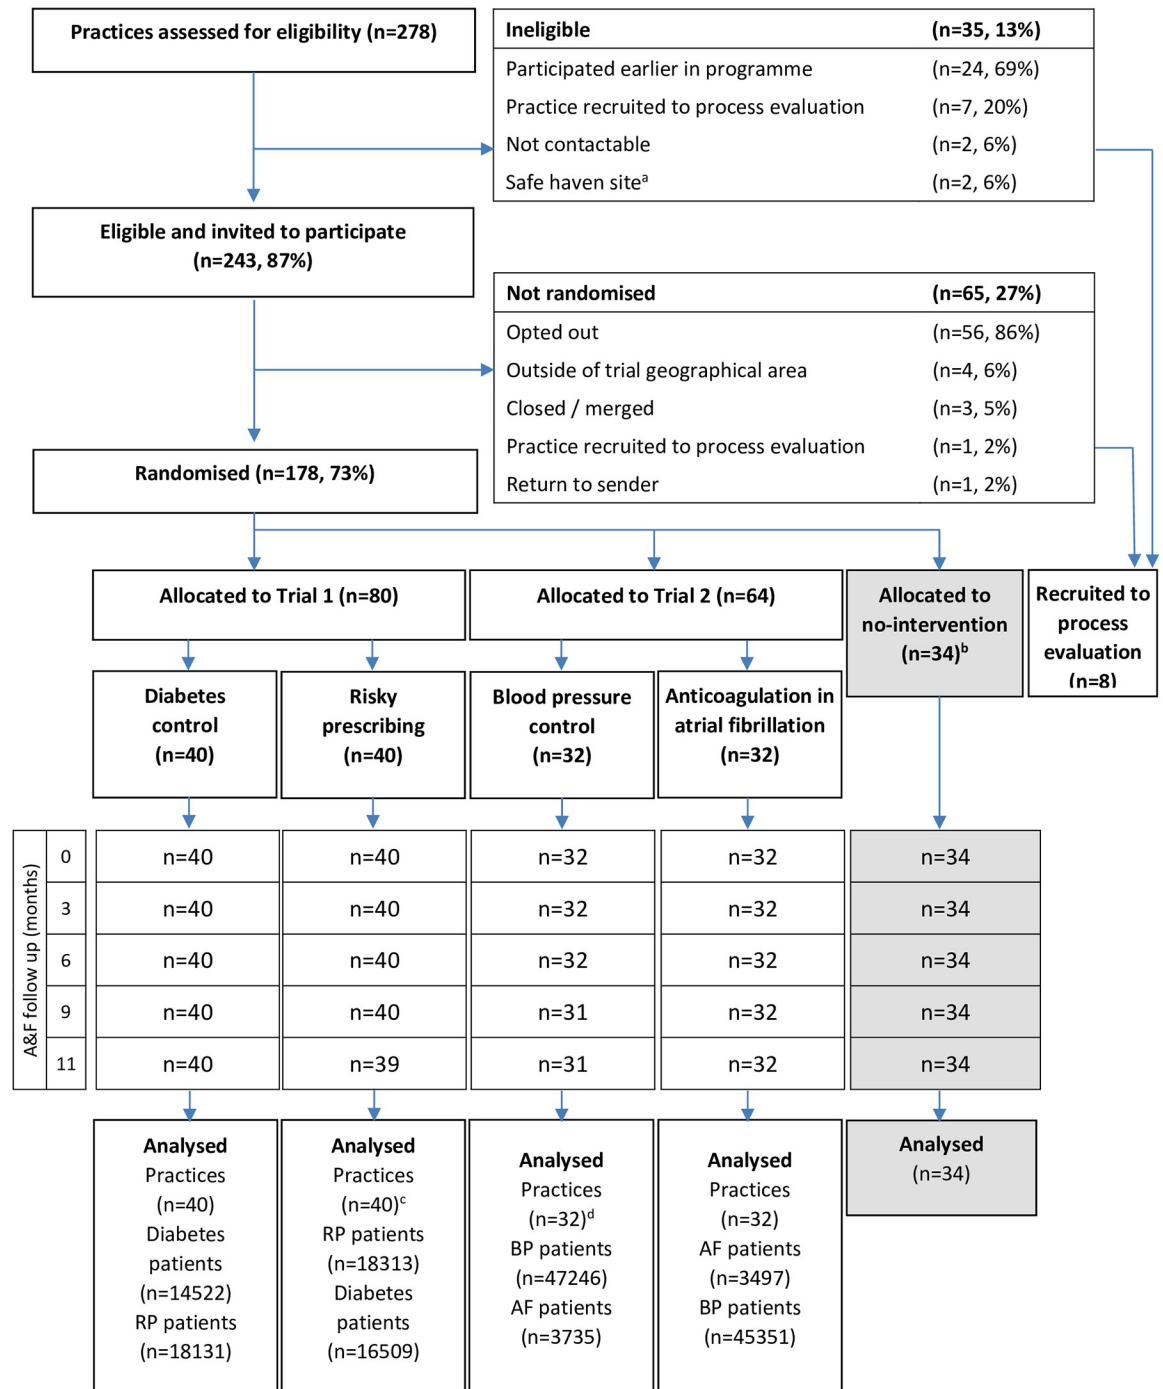 Practices assessed for eligibility (n=278)
Ineligible (n=35, 13%)
Participated earlier in programme (n=24, 69%)
Practice recruited to process evaluation (n=7, 20%)
Not contactable (n=2, 6%)
Safe haven siteᵃ (n=2, 6%)
Eligible and invited to participate
(n=243, 87%)
Not randomised (n=65, 27%)
Opted out (n=56, 86%)
Outside of trial geographical area (n=4, 6%)
Closed / merged (n=3, 5%)
Practice recruited to process evaluation (n=1, 2%)
Return to sender (n=1, 2%)
Randomised (n=178, 73%)
Allocated to Trial 1 (n=80)
Allocated to Trial 2 (n=64)
Allocated to
no-intervention
(n=34)ᵇ
Recruited to
process
evaluation
(n=8)
Diabetes
control
(n=40)
Risky
prescribing
(n=40)
Blood pressure
control
(n=32)
Anticoagulation in
atrial fibrillation
(n=32)
A&F follow up (months)
0 n=40 n=40 n=32 n=32 n=34
3 n=40 n=40 n=32 n=32 n=34
6 n=40 n=40 n=32 n=32 n=34
9 n=40 n=40 n=31 n=32 n=34
11 n=40 n=39 n=31 n=32 n=34
Analysed
Practices
(n=40)
Diabetes
patients
(n=14522)
RP patients
(n=18131)
Analysed
Practices
(n=40)ᶜ
RP patients
(n=18313)
Diabetes
patients
(n=16509)
Analysed
Practices
(n=32)ᵈ
BP patients
(n=47246)
AF patients
(n=3735)
Analysed
Practices
(n=32)
AF patients
(n=3497)
BP patients
(n=45351)
Analysed
(n=34)